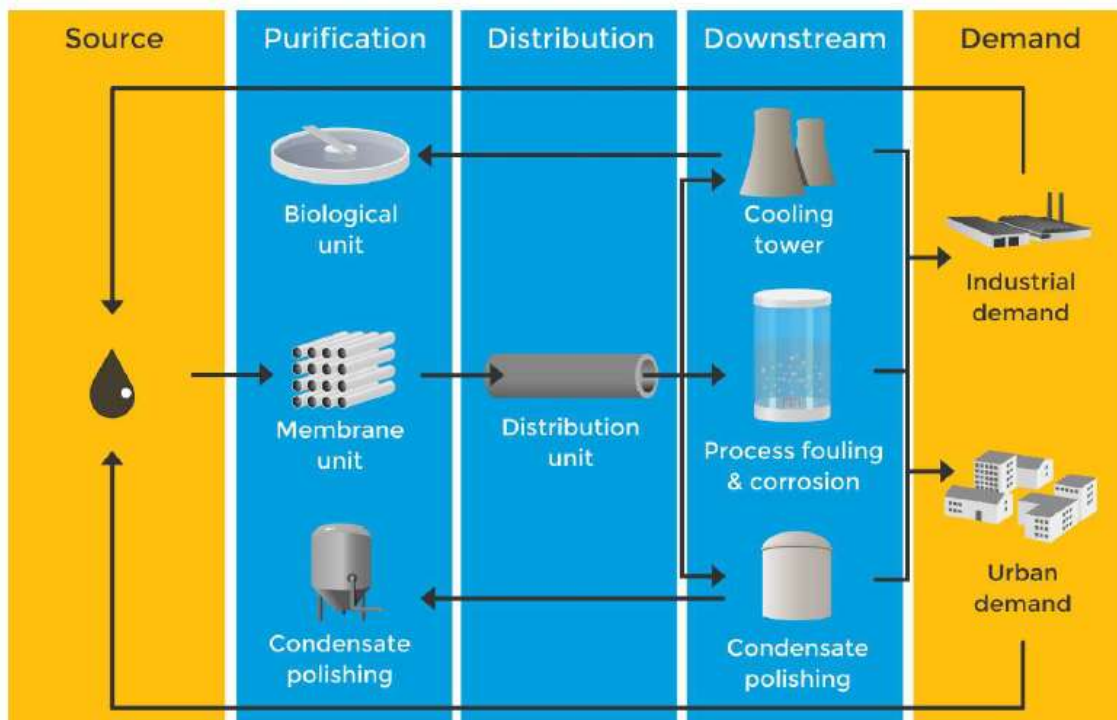 Source
Purification
Distribution
Downstream
Demand
Biological
unit
Cooling
tower
Industrial
demand
Membrane
unit
Distribution
unit
Process fouling
& corrosion
Urban
demand
Condensate
polishing
Condensate
polishing